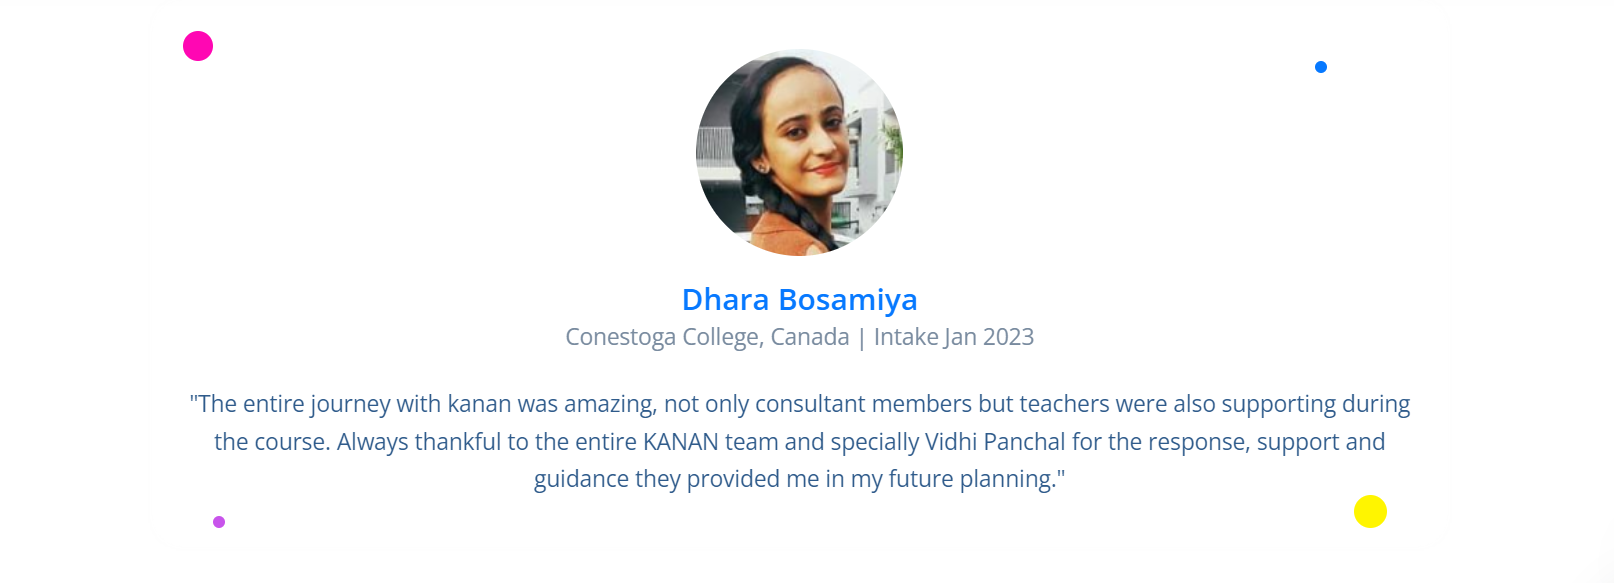 Dhara Bosamiya
Conestoga College, Canada | Intake Jan 2023
"The entire journey with kanan was amazing, not only consultant members but teachers were also supporting during
the course. Always thankful to the entire KANAN team and specially Vidhi Panchal for the response, support and
guidance they provided me in my future planning."